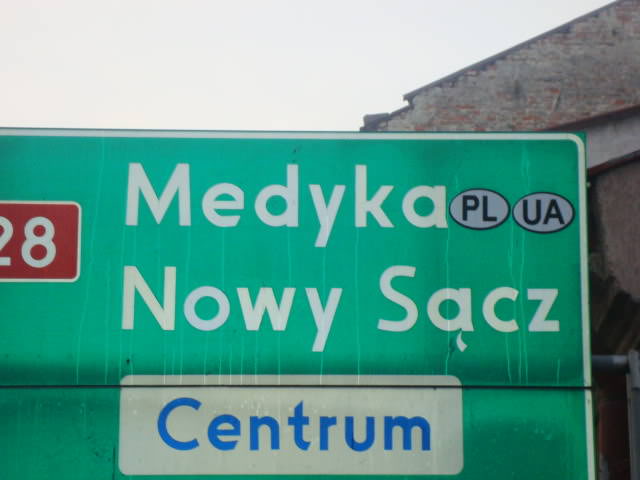 Medyka PL UA
28
Nowy Sącz
Centrum